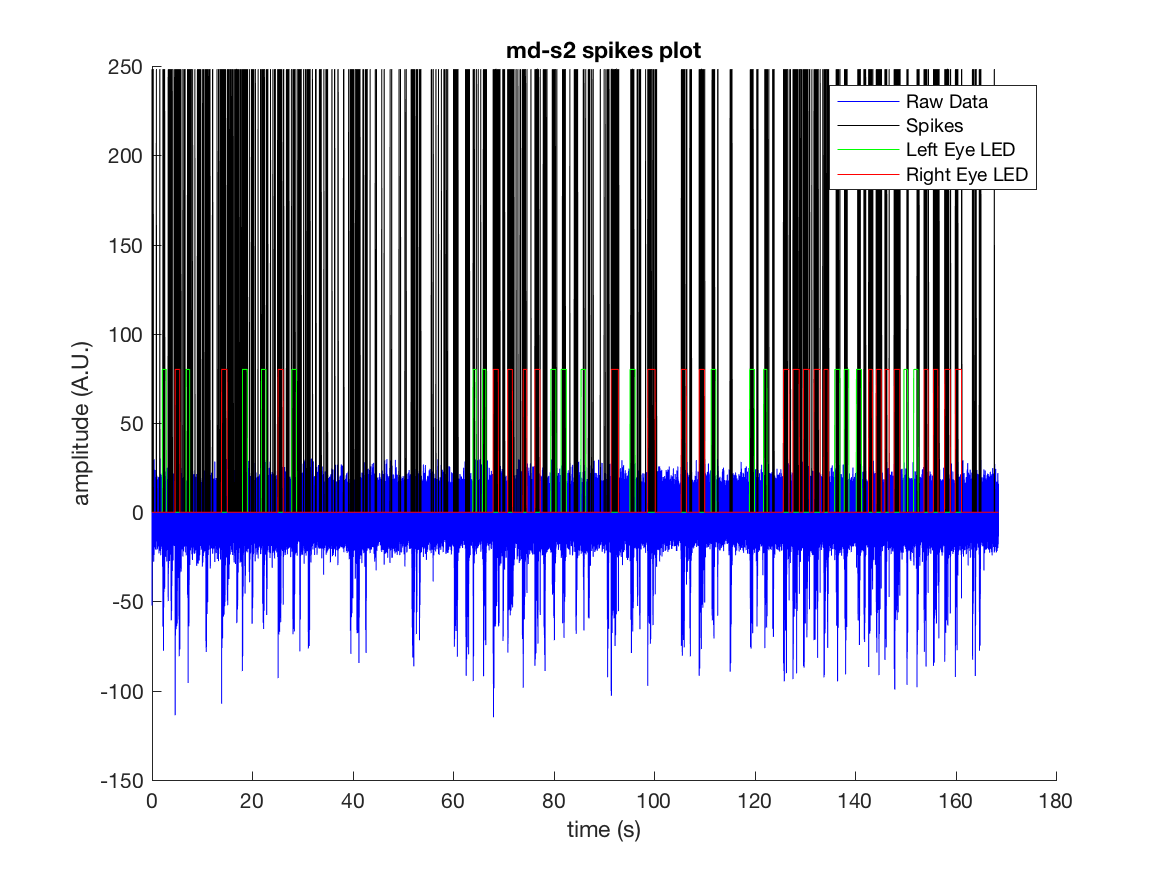 md-s2 spikes plot
250
200
150
100
50
0
-50
-100
-150
amplitude (A.U.)
Raw Data
Spikes
Left Eye LED
Right Eye LED
0 20 40 60 80 100 120 140 160 180
time (s)